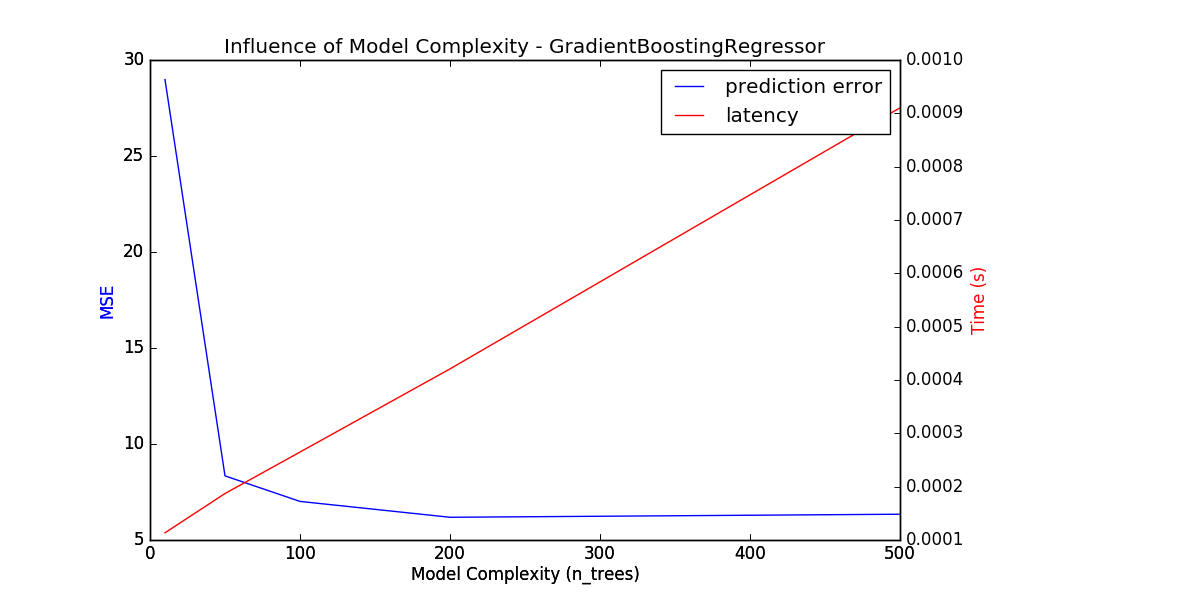 Influence of Model Complexity - GradientBoostingRegressor
prediction error
latency
30
25
20
15
10
5
MSE
0.0010
0.0009
0.0008
0.0007
0.0006
0.0005
0.0004
0.0003
0.0002
0.0001
Time (s)
0 100 200 300 400 500
Model Complexity (n_trees)